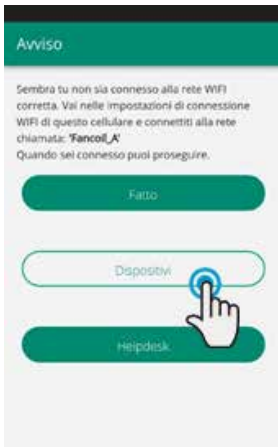 Avviso
Sembra tu non sia connesso alla rete WIFI
corretta. Vai nelle impostazioni di connessione
WIFI di questo cellulare e connettiti alla rete
chiamata: 'Fancoil_A'
Quando sei connesso puoi proseguire.
Fatto
Dispositivi
Helpdesk